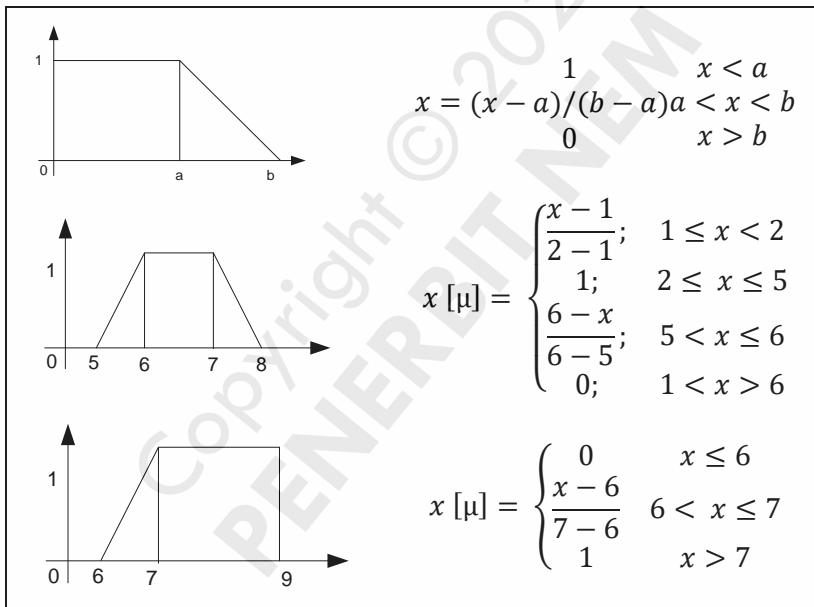 1
0 a b
1 x < a
x = (x − a)/(b − a)a < x < b
0 x > b
1
0 5 6 7 8
x [μ] = { (x − 1)/(2 − 1); 1 ≤ x < 2
1; 2 ≤ x ≤ 5
(6 − x)/(6 − 5); 5 < x ≤ 6
0; 1 < x > 6
1
0 6 7 9
x [μ] = { 0 x ≤ 6
(x − 6)/(7 − 6) 6 < x ≤ 7
1 x > 7
Copyright © 202
PENERBIT NEM